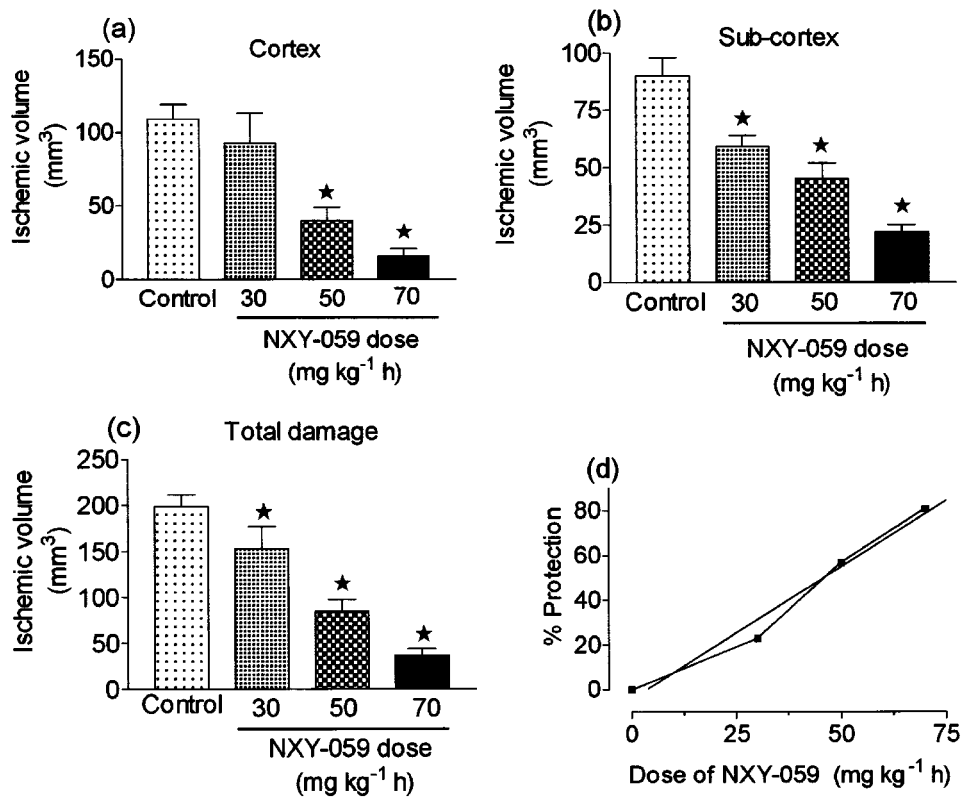 (a)
Cortex
Ischemic volume
(mm³)
150
100
50
0
★
★
Control
30
50
70
NXY-059 dose
(mg kg⁻¹ h)
(b)
Sub-cortex
Ischemic volume
(mm³)
100
75
50
25
0
★
★
★
Control
30
50
70
NXY-059 dose
(mg kg⁻¹ h)
(c)
Total damage
Ischemic volume
(mm³)
250
200
150
100
50
0
★
★
★
Control
30
50
70
NXY-059 dose
(mg kg⁻¹ h)
(d)
% Protection
80
60
40
20
0
0
25
50
75
Dose of NXY-059 (mg kg⁻¹ h)